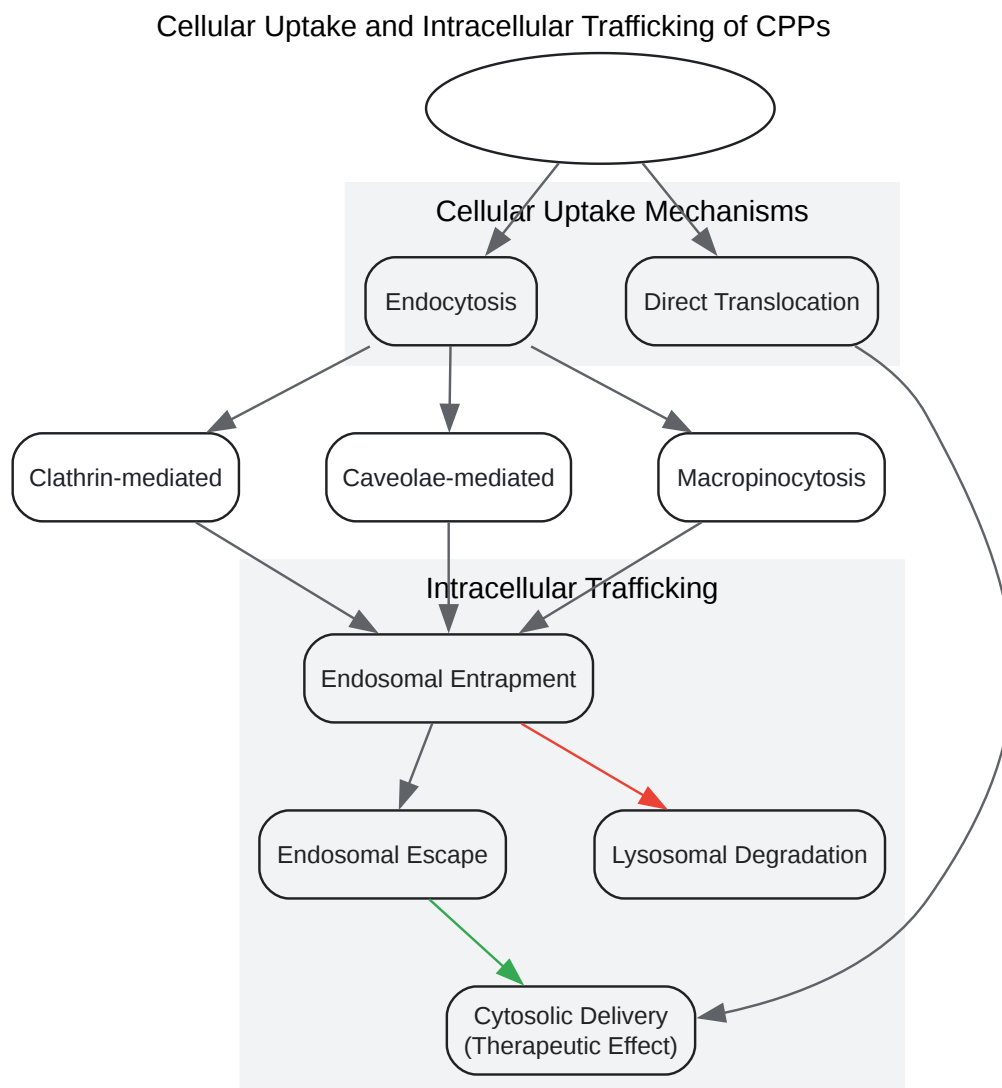 Cellular Uptake and Intracellular Trafficking of CPPs
Cellular Uptake Mechanisms
Endocytosis
Direct Translocation
Clathrin-mediated
Caveolae-mediated
Macropinocytosis
Intracellular Trafficking
Endosomal Entrapment
Endosomal Escape
Lysosomal Degradation
Cytosolic Delivery
(Therapeutic Effect)